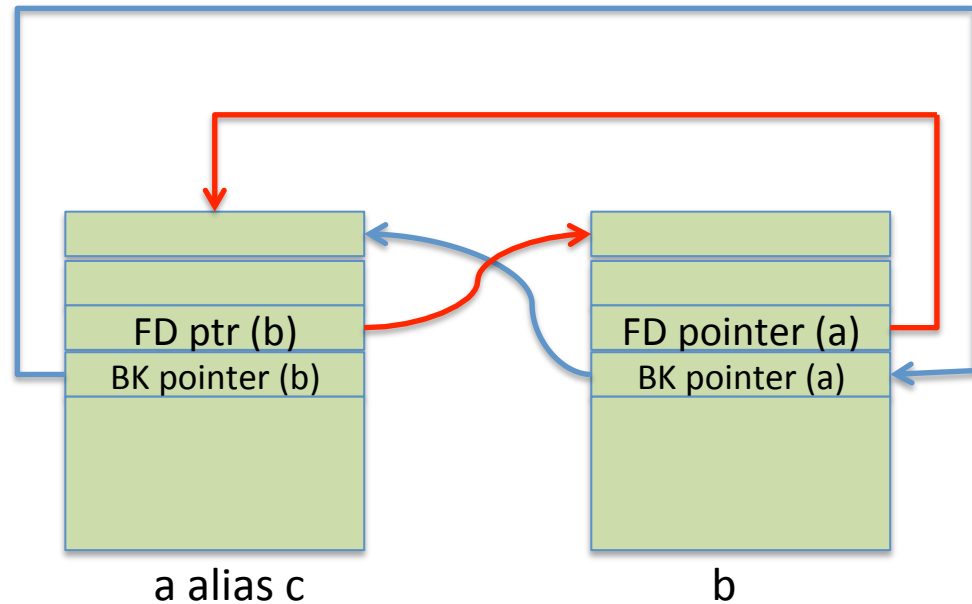 FD ptr (b)
BK pointer (b)
FD pointer (a)
BK pointer (a)
a alias c
b